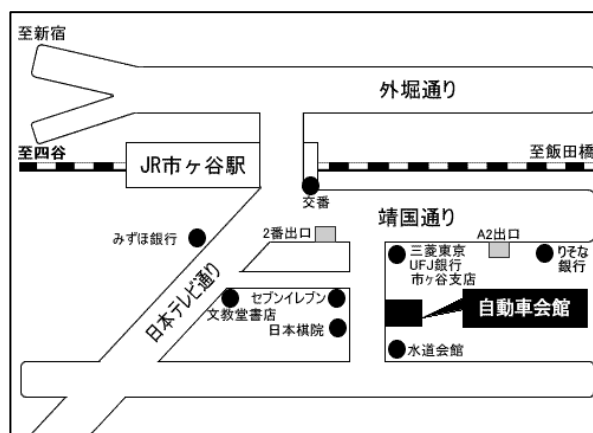 至新宿
外堀通り
至四谷
JR市ヶ谷駅
至飯田橋
交番
靖国通り
みずほ銀行
2番出口
A2出口
三菱東京
UFJ銀行
市ヶ谷支店
りそな
銀行
日本テレビ通り
セブンイレブン
文教堂書店
日本棋院
自動車会館
水道会館